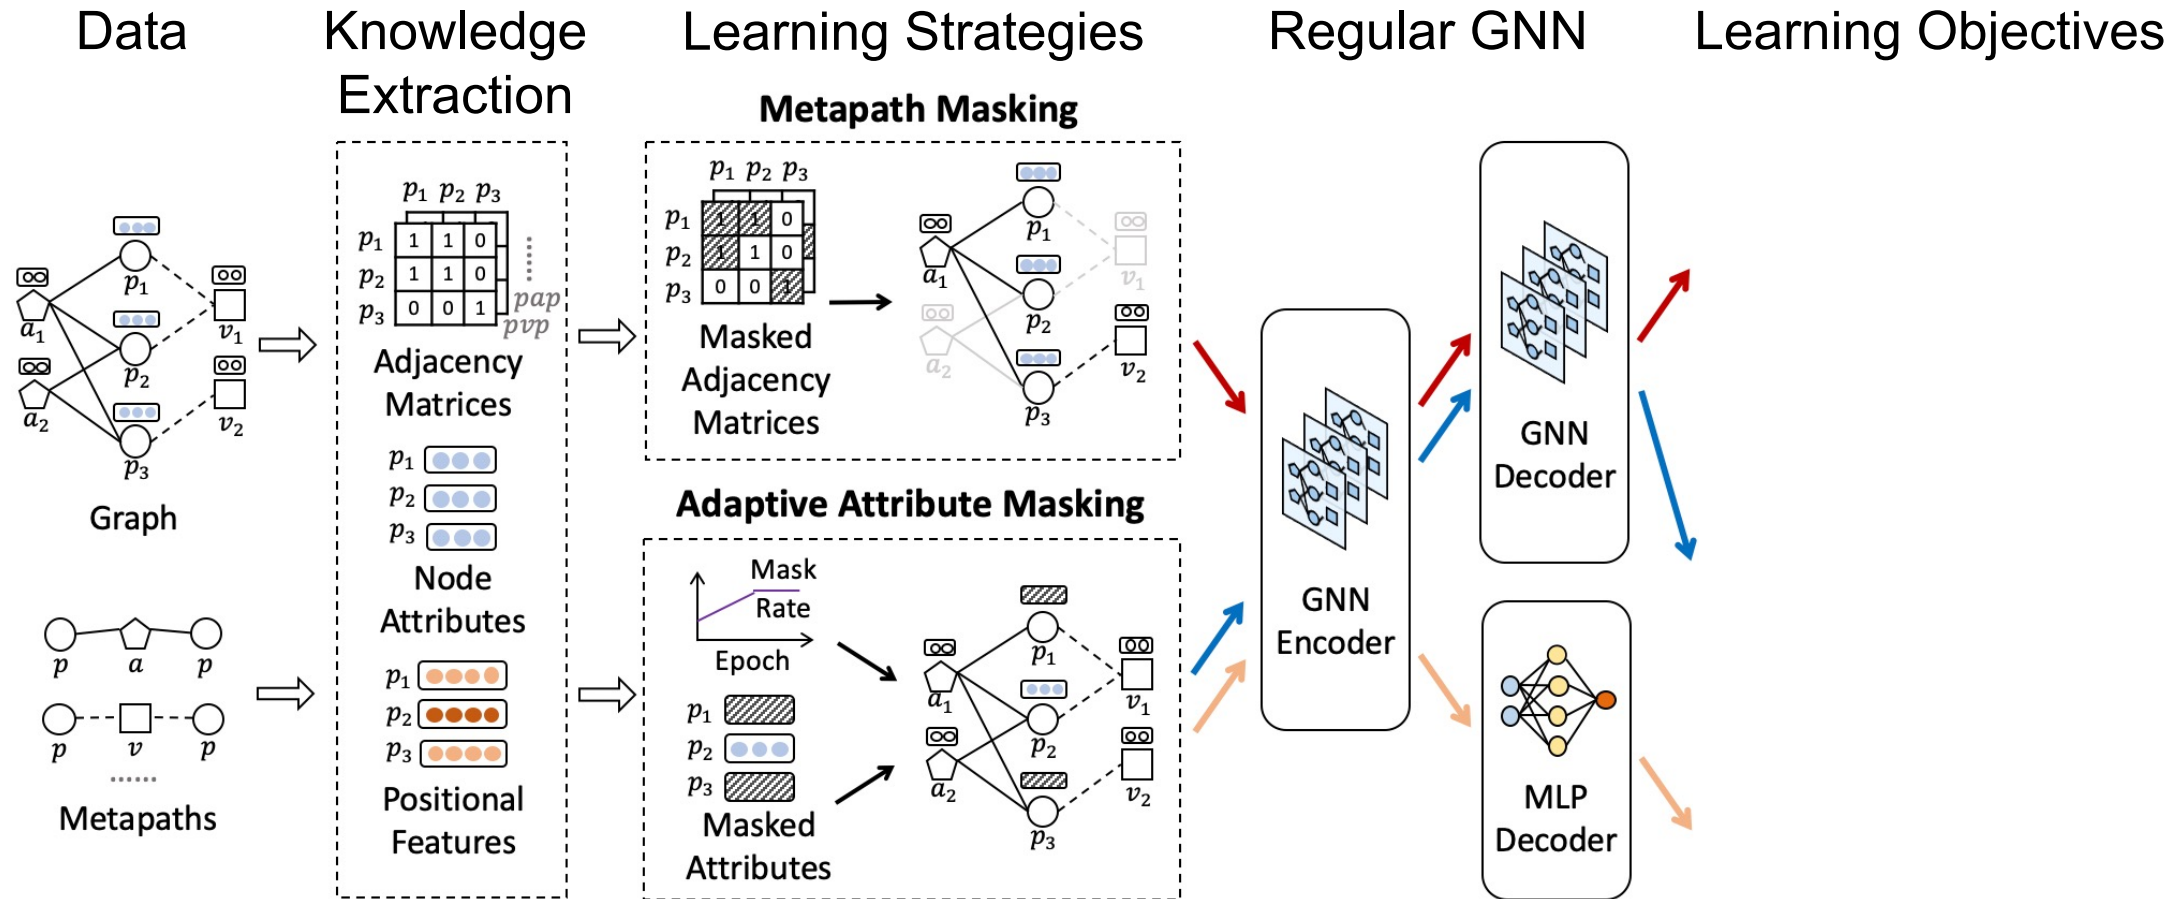 Data
Knowledge
Extraction
Learning Strategies
Regular GNN
Learning Objectives
p1
a1
p2
a2
p3
v1
v2
Graph
p a p
p v p
......
Metapaths
p1 p2 p3
p1 1 1 0
p2 1 1 0
p3 0 0 1
pap
pvp
Adjacency
Matrices
p1
p2
p3
Node
Attributes
p1
p2
p3
Positional
Features
Metapath Masking
p1 p2 p3
p1 1 1 0
p2 1 1 0
p3 0 0 1
Masked
Adjacency
Matrices
p1
a1
p2
a2
p3
v1
v2
Adaptive Attribute Masking
Mask
Rate
Epoch
p1
p2
p3
Masked
Attributes
p1
a1
p2
a2
p3
v1
v2
GNN
Encoder
GNN
Decoder
MLP
Decoder